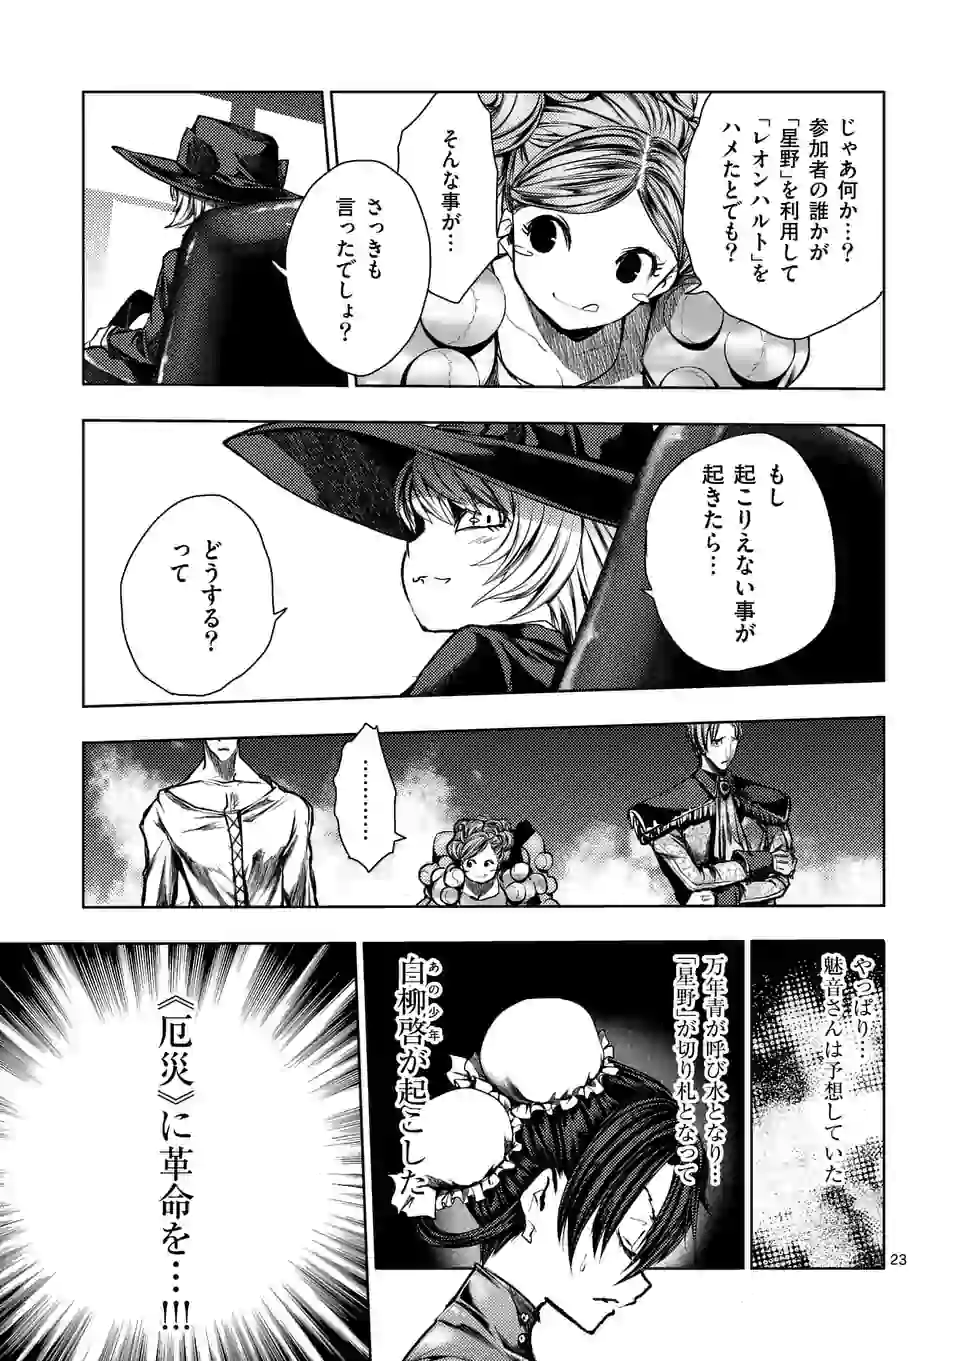 じゃあ何か…？
参加者の誰かが
「星野」を利用して
「レオンハルト」を
ハメたとでも？
そんな事が…
さっきも
言ったでしょ？
もし
起こりえない事が
起きたら…
どうする？
って
…………
やっぱり…
魅音さんは予想していた
万年青が呼び水となり…
「星野」が切り札となって
あの少年
白柳啓が起こした
《厄災》に革命を…!!!
23